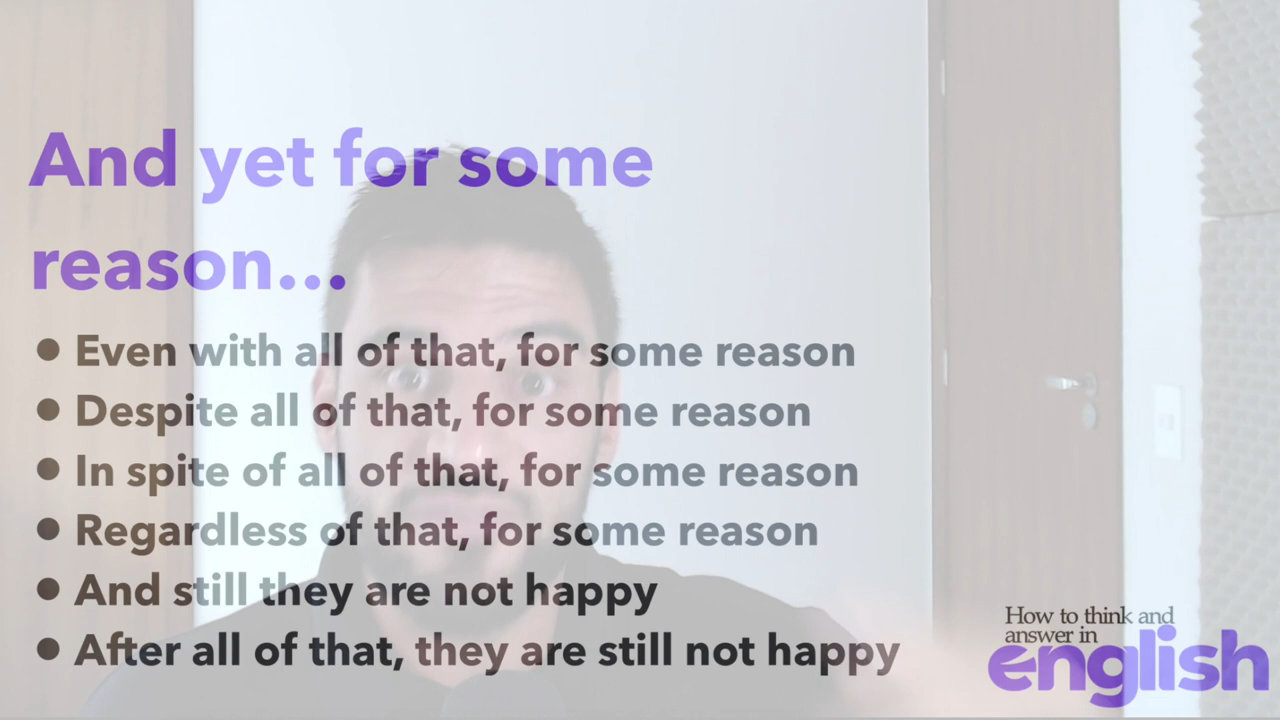 And yet for some
reason...
• Even with all of that, for some reason
• Despite all of that, for some reason
• In spite of all of that, for some reason
• Regardless of that, for some reason
• And still they are not happy
• After all of that, they are still not happy
How to think and
answer in
english